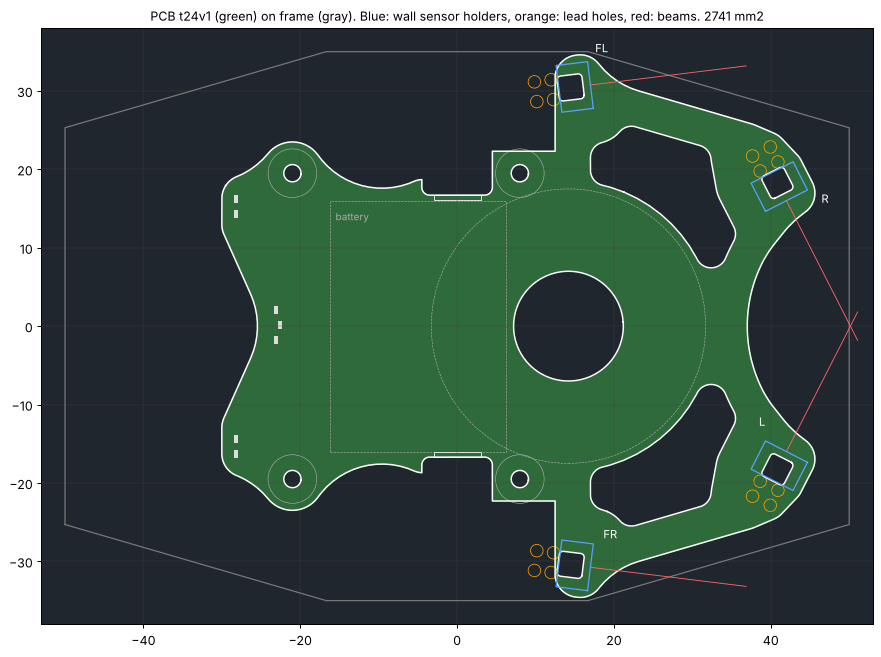 PCB t24v1 (green) on frame (gray). Blue: wall sensor holders, orange: lead holes, red: beams. 2741 mm2
FL
30
R
20
battery
10
0
−10
L
−20
FR
−30
−40
−20
0
20
40